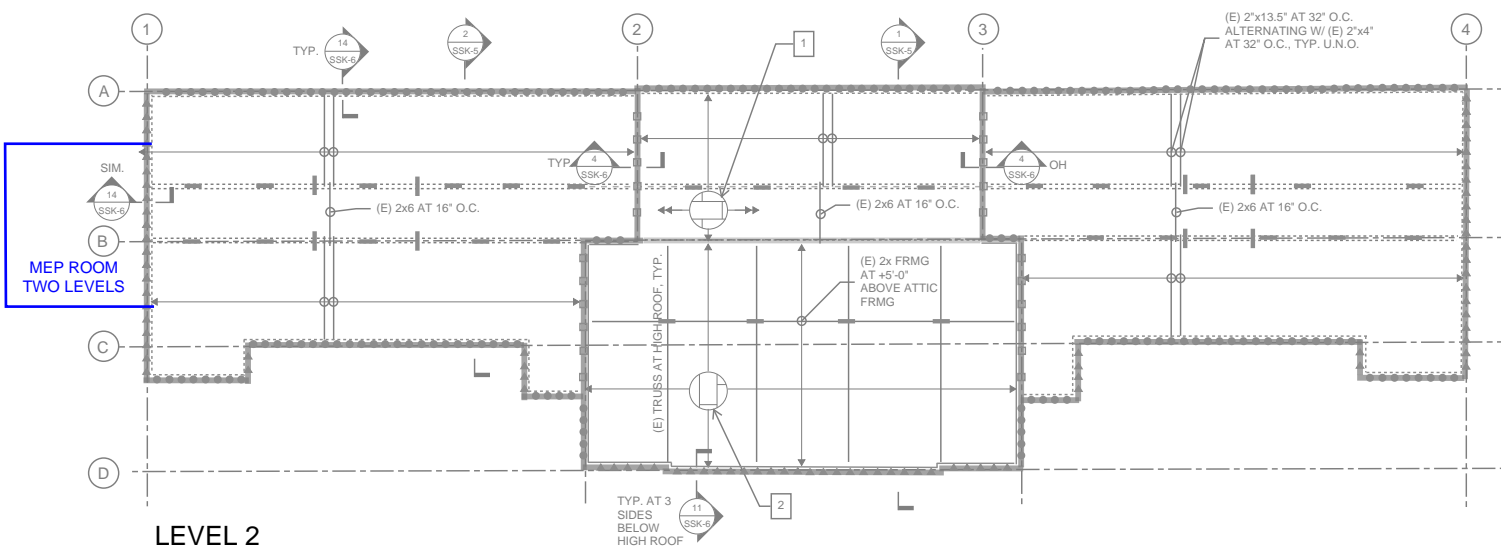 1
2
3
4
TYP.
14
SSK-6
2
SSK-5
1
1
SSK-5
(E) 2"x13.5" AT 32" O.C.
ALTERNATING W/ (E) 2"x4"
AT 32" O.C., TYP. U.N.O.
A
SIM.
14
SSK-6
TYP.
4
SSK-6
4
SSK-6
OH
(E) 2x6 AT 16" O.C.
(E) 2x6 AT 16" O.C.
(E) 2x6 AT 16" O.C.
B
MEP ROOM
TWO LEVELS
(E) TRUSS AT HIGH ROOF, TYP.
(E) 2x FRMG
AT +5'-0"
ABOVE ATTIC
FRMG
C
D
TYP. AT 3
SIDES
BELOW
HIGH ROOF
11
SSK-6
2
LEVEL 2